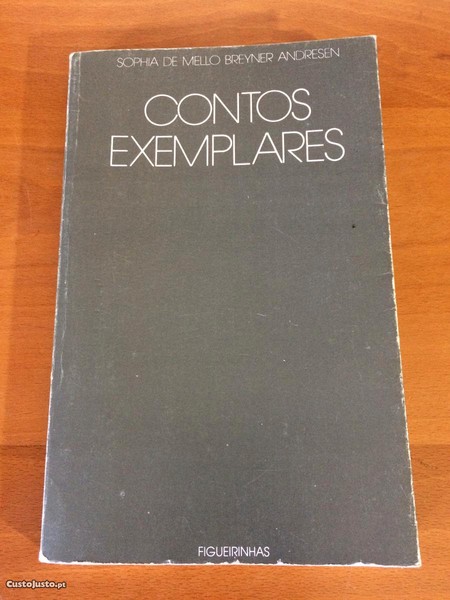 SOPHIA DE MELLO BREYNER ANDRESEN
CONTOS
EXEMPLARES
FIGUEIRINHAS
CustoJusto.pt